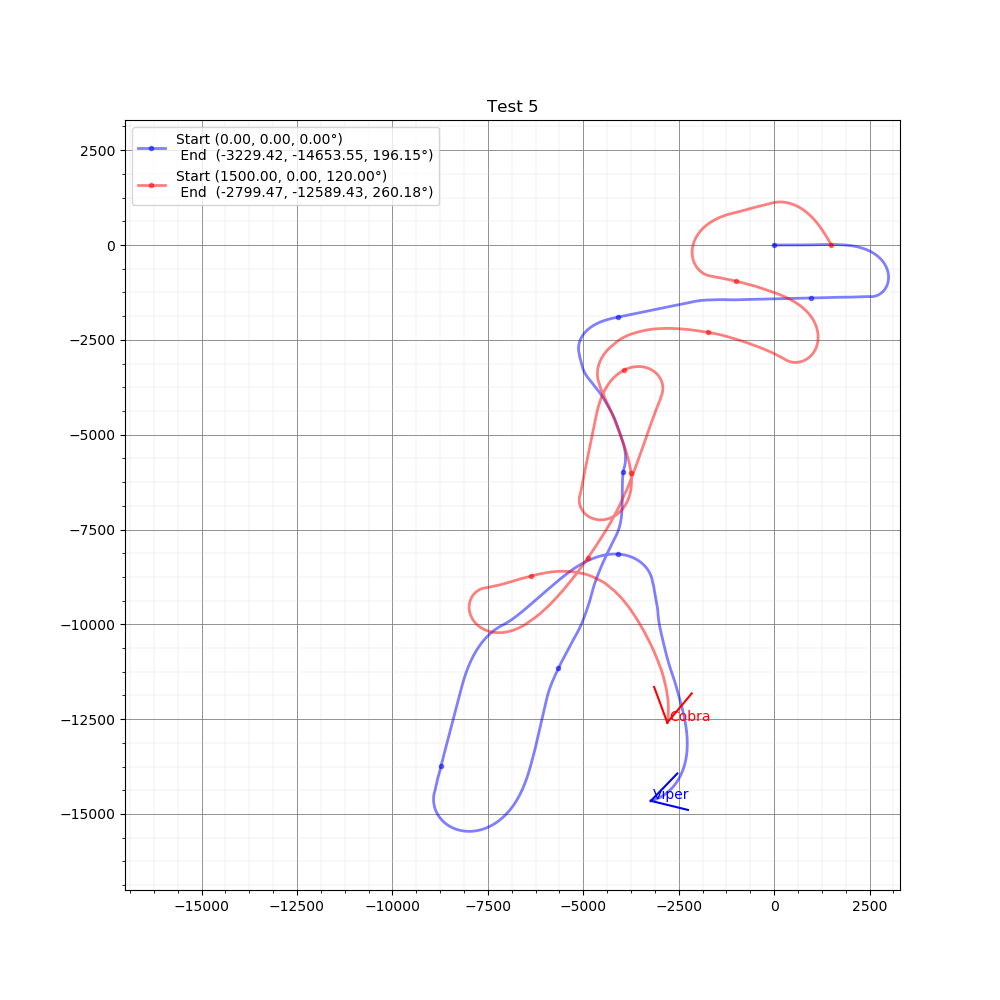 Test 5
Start (0.00, 0.00, 0.00°)
End (-3229.42, -14653.55, 196.15°)
Start (1500.00, 0.00, 120.00°)
End (-2799.47, -12589.43, 260.18°)
2500
0
−2500
−5000
−7500
−10000
−12500
−15000
Cobra
Viper
−15000 −12500 −10000 −7500 −5000 −2500 0 2500